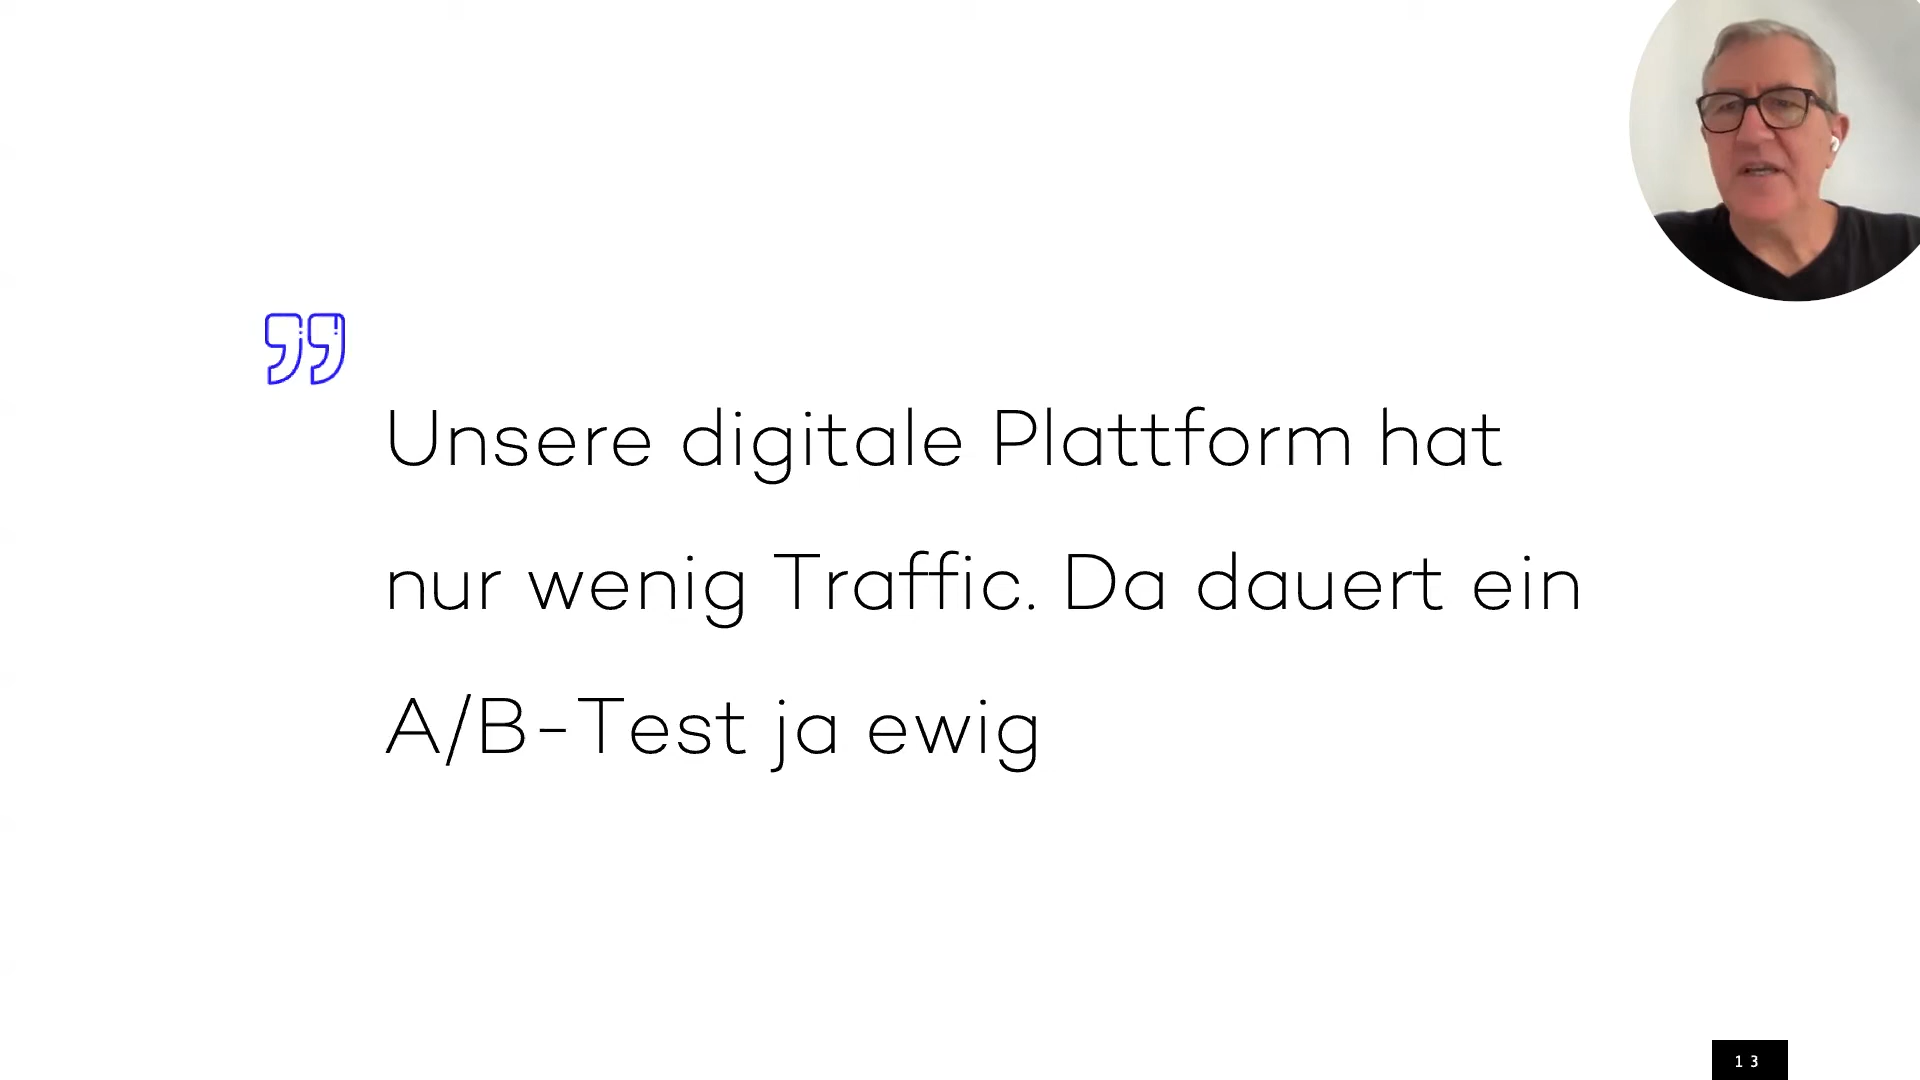 Unsere digitale Plattform hat
nur wenig Traffic. Da dauert ein
A/B-Test ja ewig
13